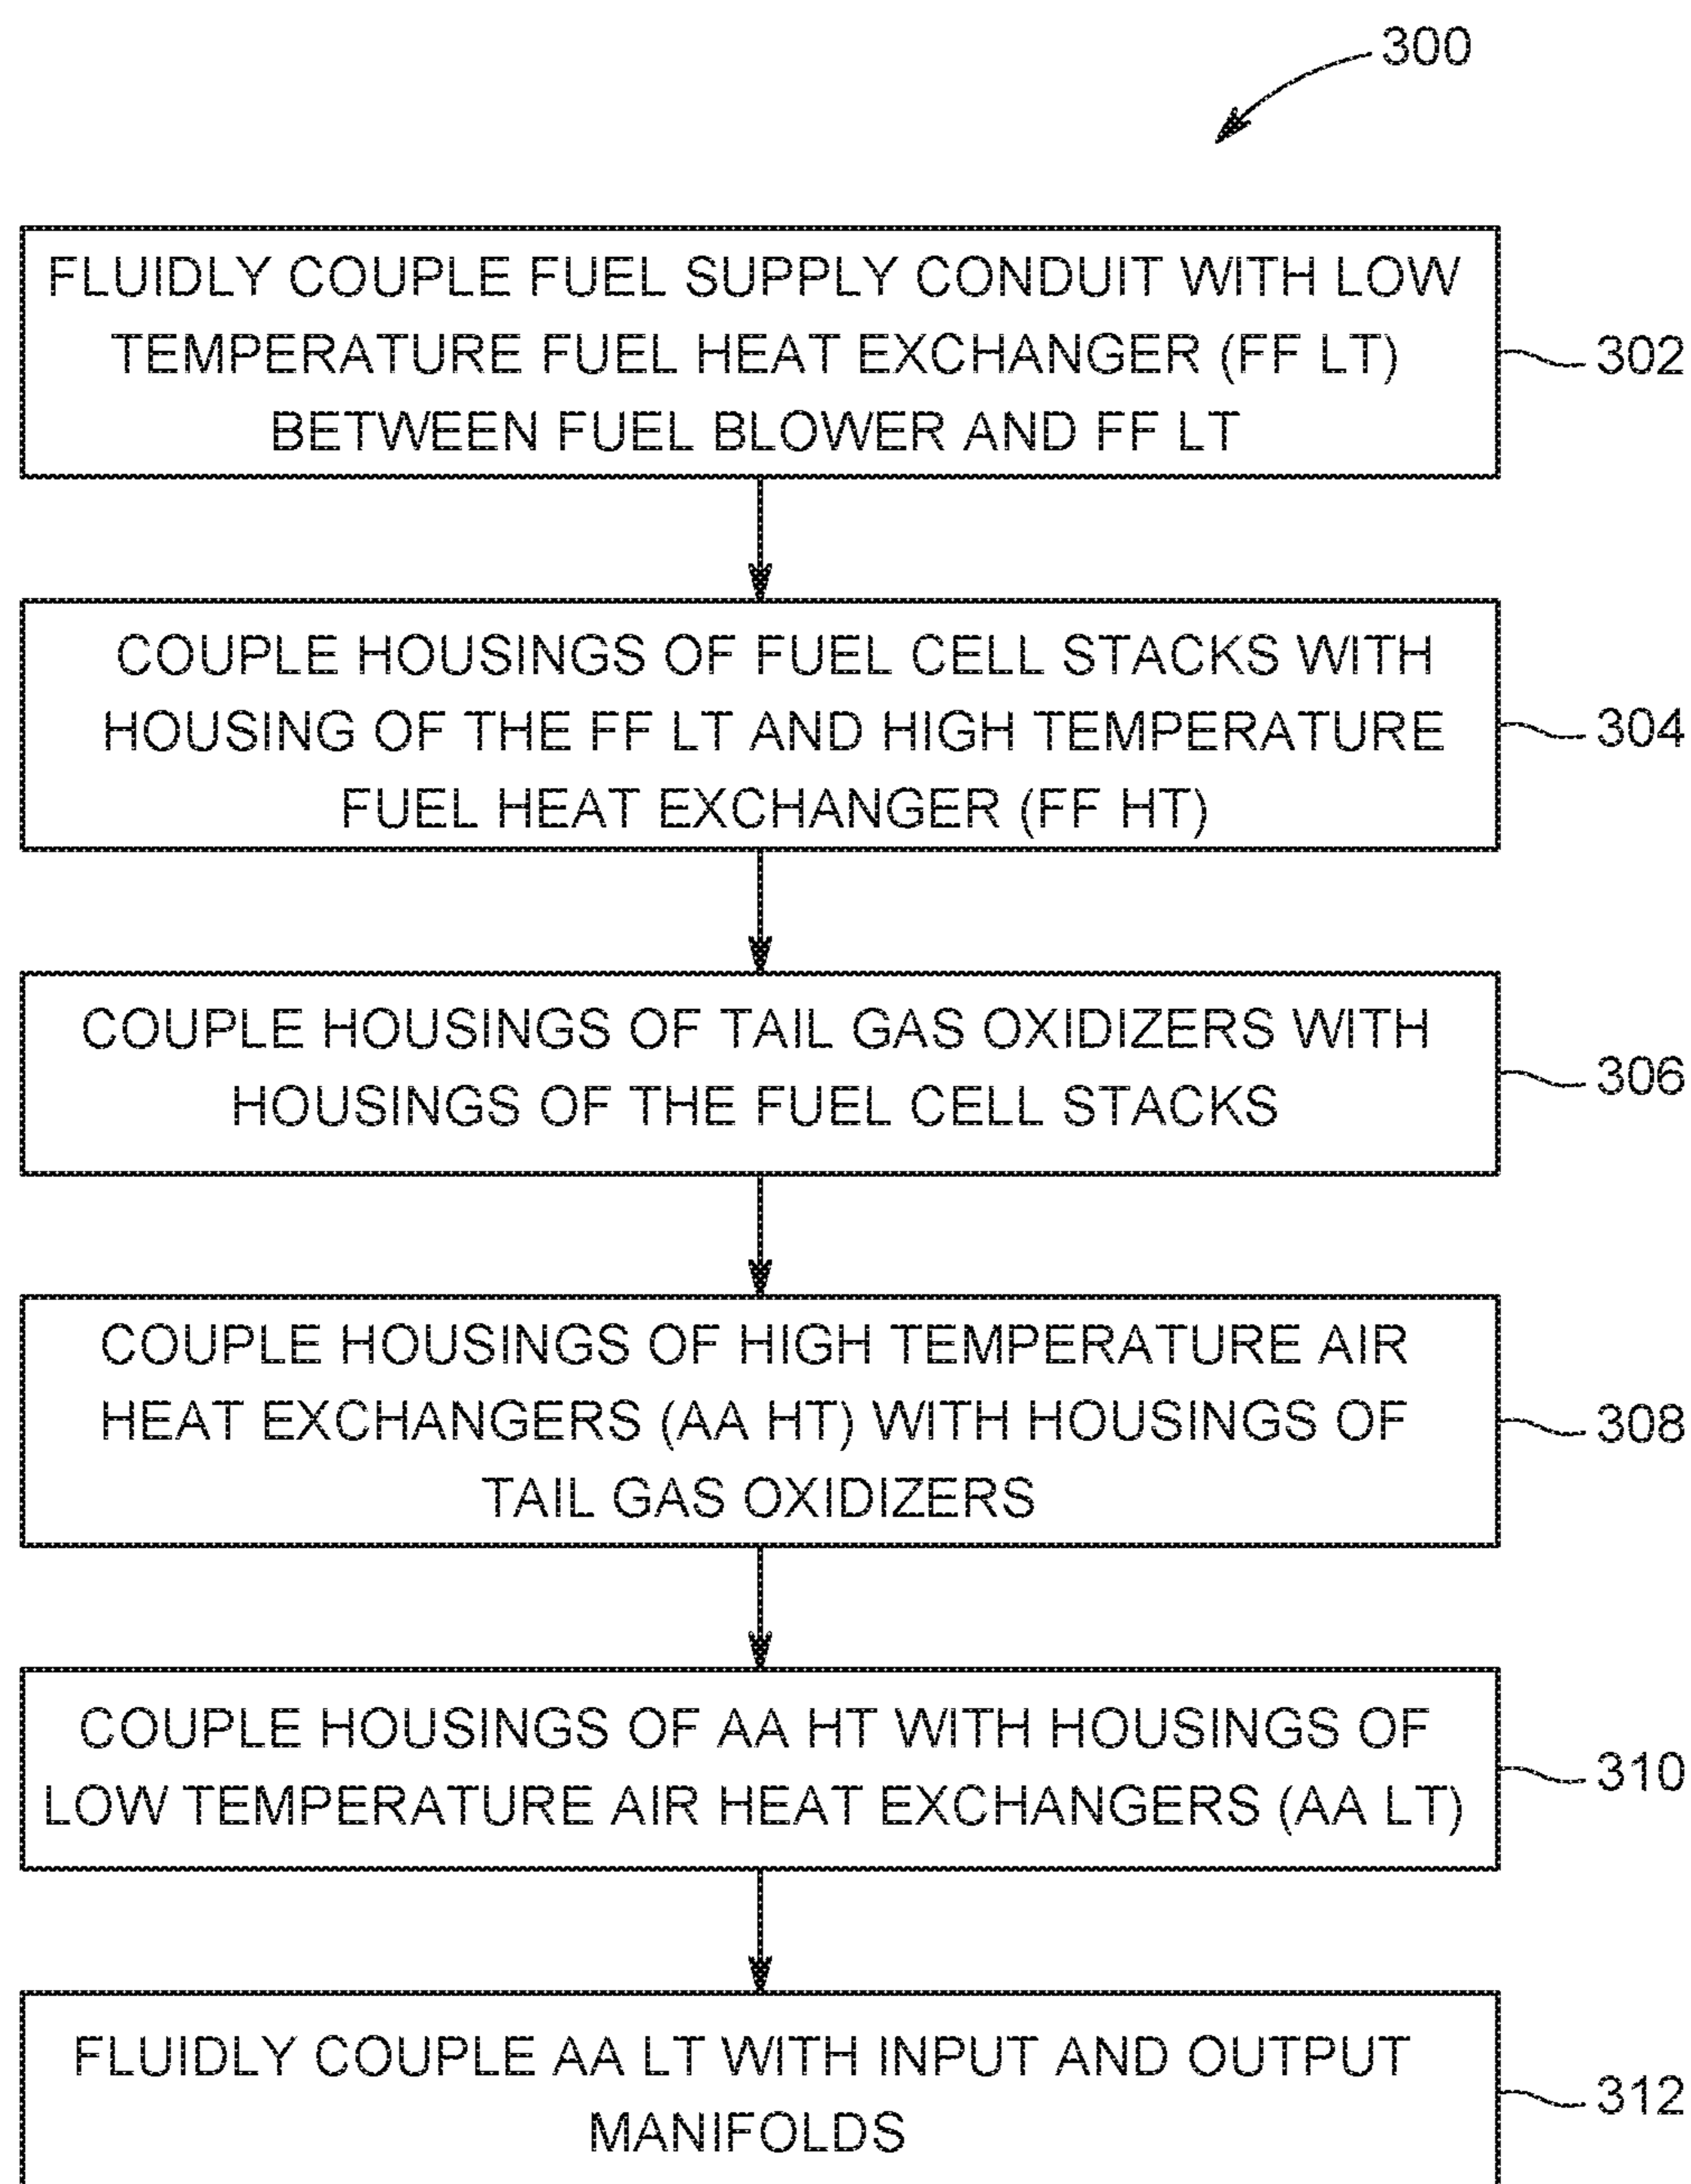 300
FLUIDLY COUPLE FUEL SUPPLY CONDUIT WITH LOW
TEMPERATURE FUEL HEAT EXCHANGER (FF LT)
BETWEEN FUEL BLOWER AND FF LT
302
COUPLE HOUSINGS OF FUEL CELL STACKS WITH
HOUSING OF THE FF LT AND HIGH TEMPERATURE
FUEL HEAT EXCHANGER (FF HT)
304
COUPLE HOUSINGS OF TAIL GAS OXIDIZERS WITH
HOUSINGS OF THE FUEL CELL STACKS
306
COUPLE HOUSINGS OF HIGH TEMPERATURE AIR
HEAT EXCHANGERS (AA HT) WITH HOUSINGS OF
TAIL GAS OXIDIZERS
308
COUPLE HOUSINGS OF AA HT WITH HOUSINGS OF
LOW TEMPERATURE AIR HEAT EXCHANGERS (AA LT)
310
FLUIDLY COUPLE AA LT WITH INPUT AND OUTPUT
MANIFOLDS
312